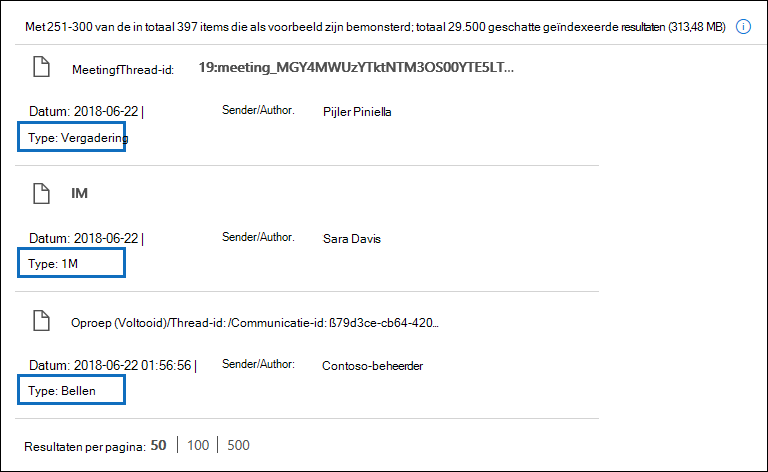 Met 251-300 van de in totaal 397 items die als voorbeeld zijn bemonsterd; totaal 29.500 geschatte geïndexeerde resultaten (313,48 MB)
MeetingfThread-id: 19:meeting_MGY4MWUzYTktNTM3OS00YTE5LT...
Datum: 2018-06-22 | Sender/Author. Pijler Piniella
Type: Vergadering
IM
Datum: 2018-06-22 | Sender/Author. Sara Davis
Type: 1M
Oproep (Voltooid)/Thread-id: /Communicatie-id: ß79d3ce-cb64-420...
Datum: 2018-06-22 01:56:56 | Sender/Author: Contoso-beheerder
Type: Bellen
Resultaten per pagina: 50 | 100 | 500